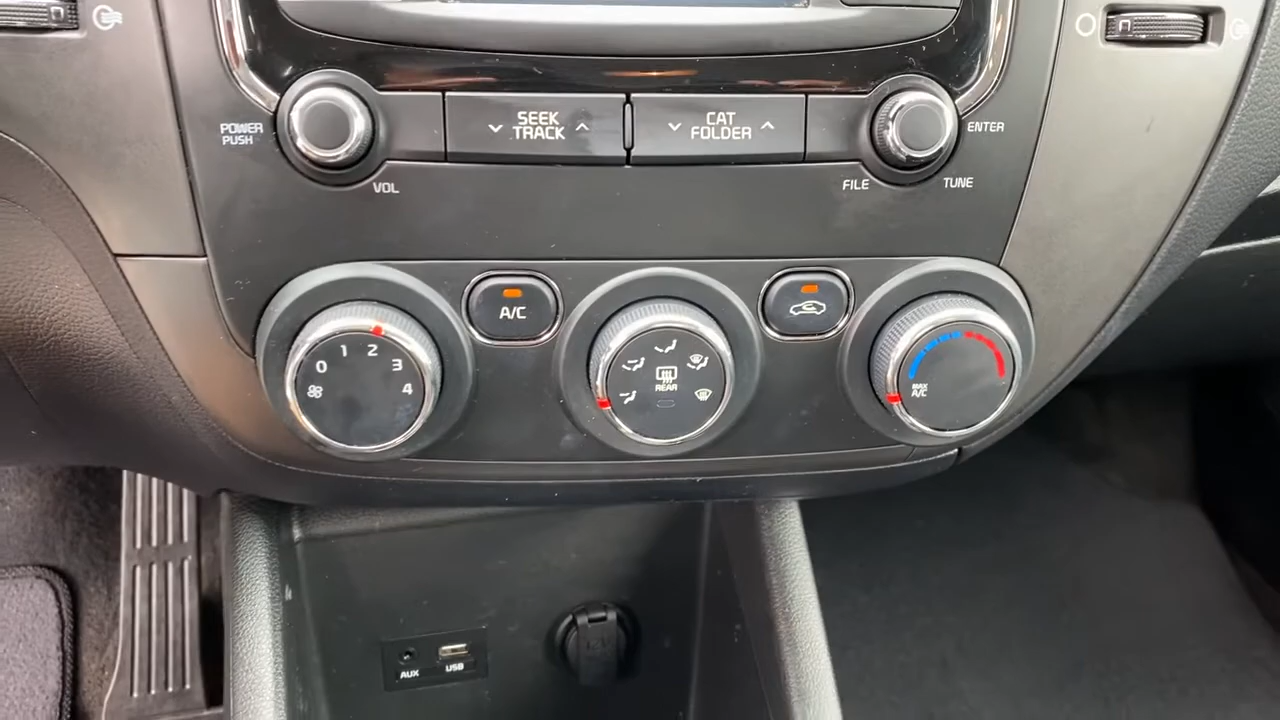 POWER
PUSH
VOL
SEEK
TRACK
CAT
FOLDER
ENTER
FILE
TUNE
0
1
2
3
4
A/C
REAR
MAX
A/C
AUX
USB